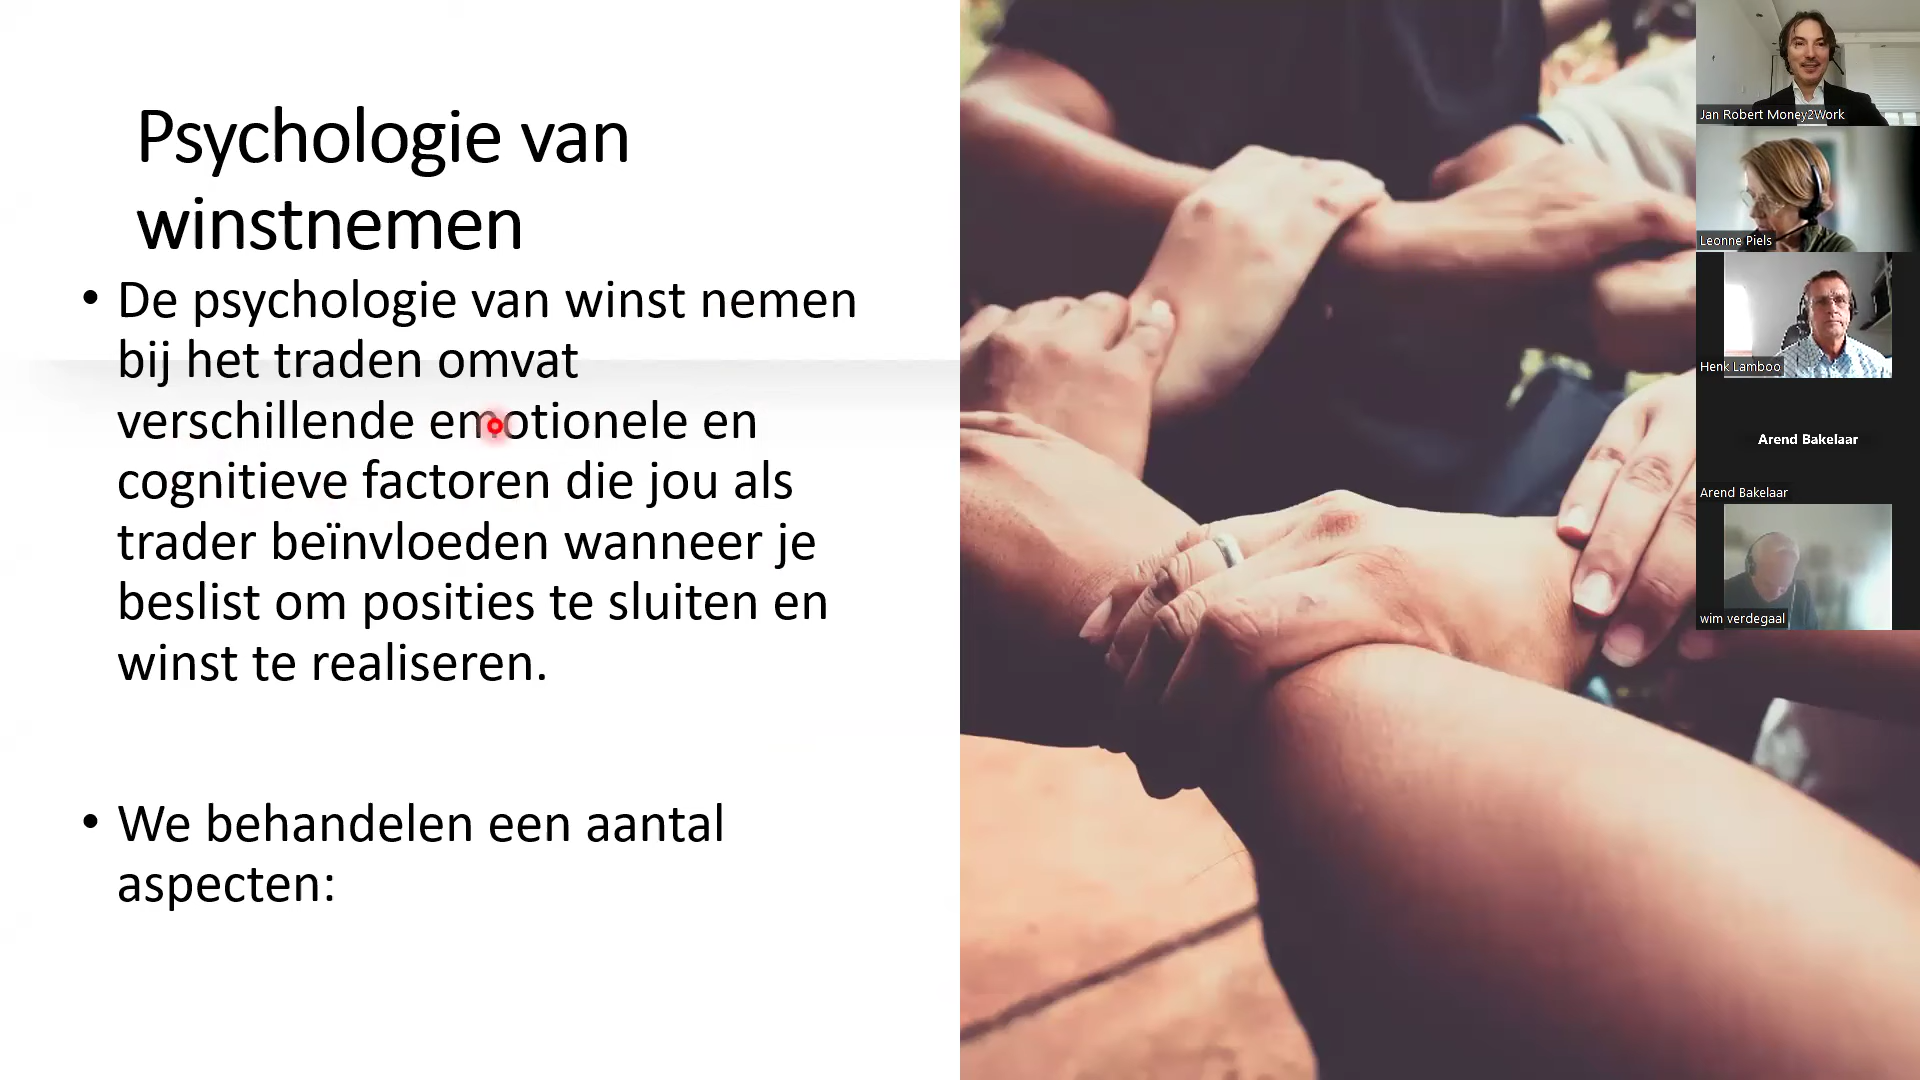 Psychologie van
winstnemen
• De psychologie van winst nemen
bij het traden omvat
verschillende emotionele en
cognitieve factoren die jou als
trader beïnvloeden wanneer je
beslist om posities te sluiten en
winst te realiseren.
• We behandelen een aantal
aspecten:
Jan Robert Money2Work
Leonne Piels
Henk Lamboo
Arend Bakelaar
Arend Bakelaar
wim verdegaal